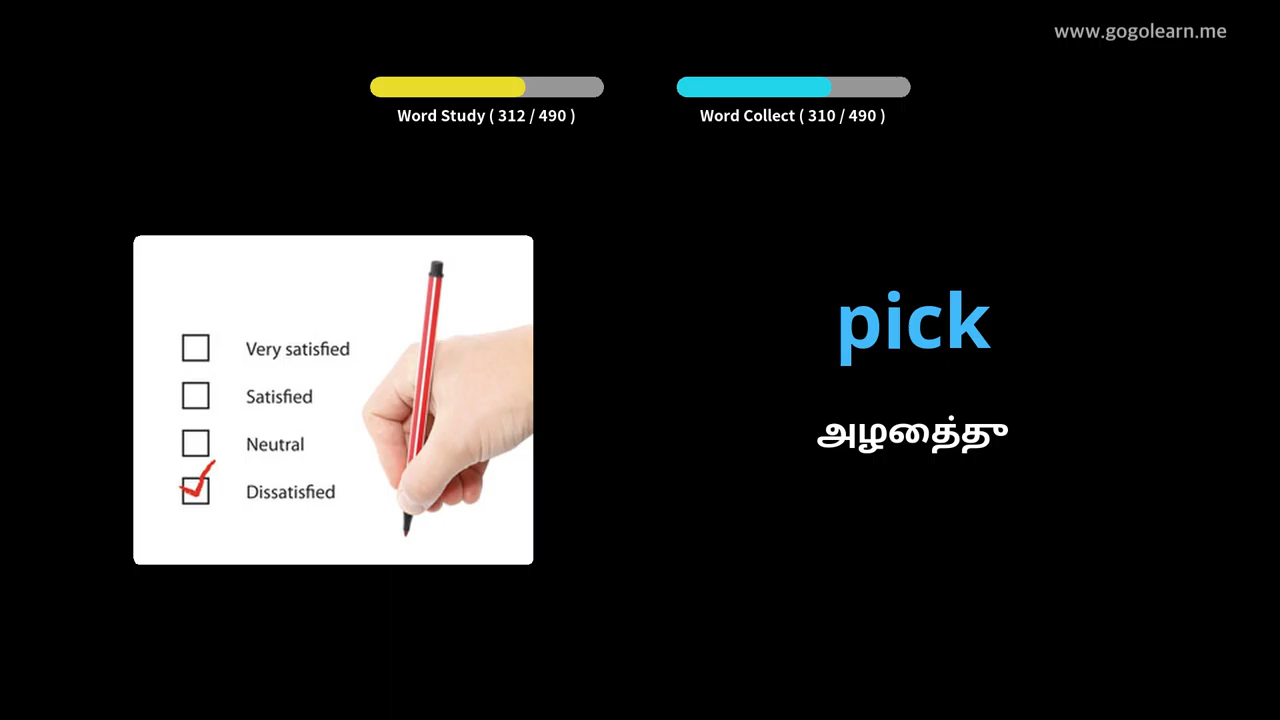 www.gogolearn.me
Word Study ( 312 / 490 )
Word Collect ( 310 / 490 )
Very satisfied
Satisfied
Neutral
Dissatisfied
pick
அழைத்து